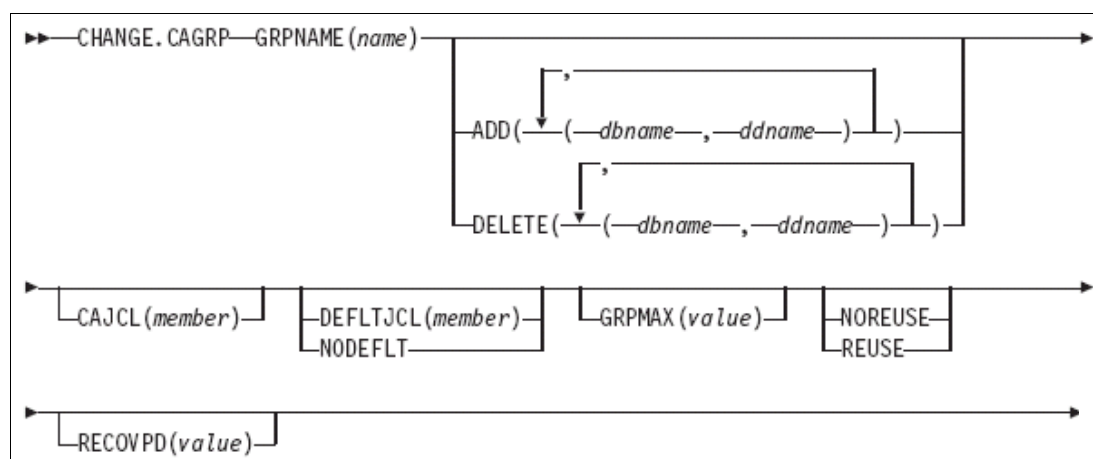 CHANGE.CAGRP GRPNAME(name)
,
ADD( ( dbname , ddname ) )
,
DELETE( ( dbname , ddname ) )
CAJCL(member) DEFLTJCL(member) GRPMAX(value) NOREUSE
NODEFLT REUSE
RECOVPD(value)